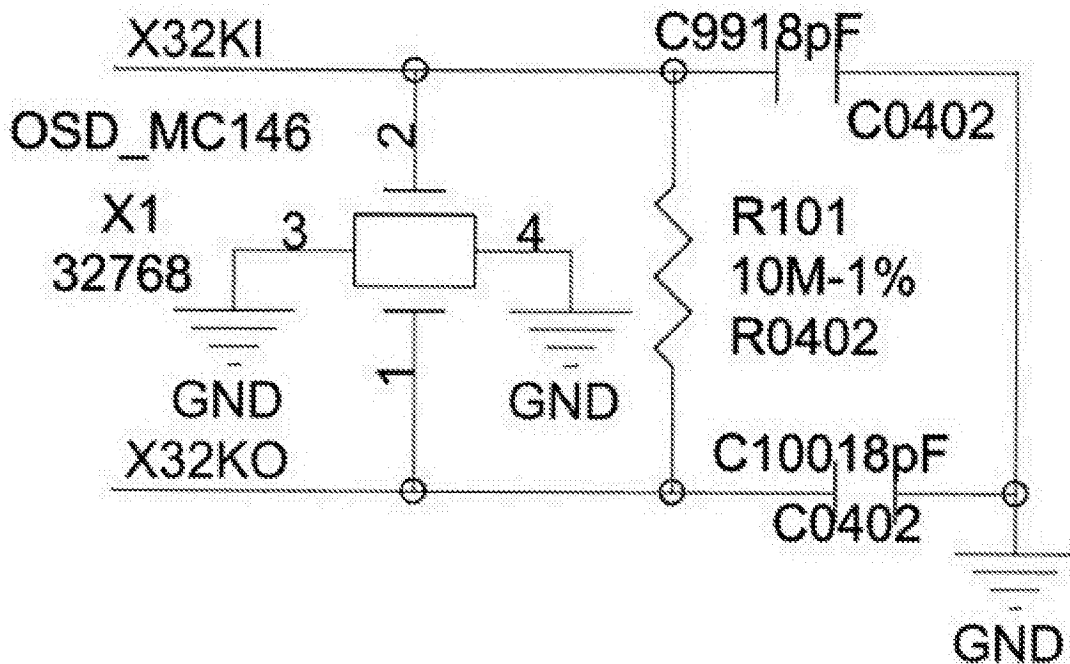 X32KI
C9918pF
C0402
OSD_MC146
2
X1
32768
3
4
R101
10M-1%
R0402
GND
1
GND
X32KO
C10018pF
C0402
GND